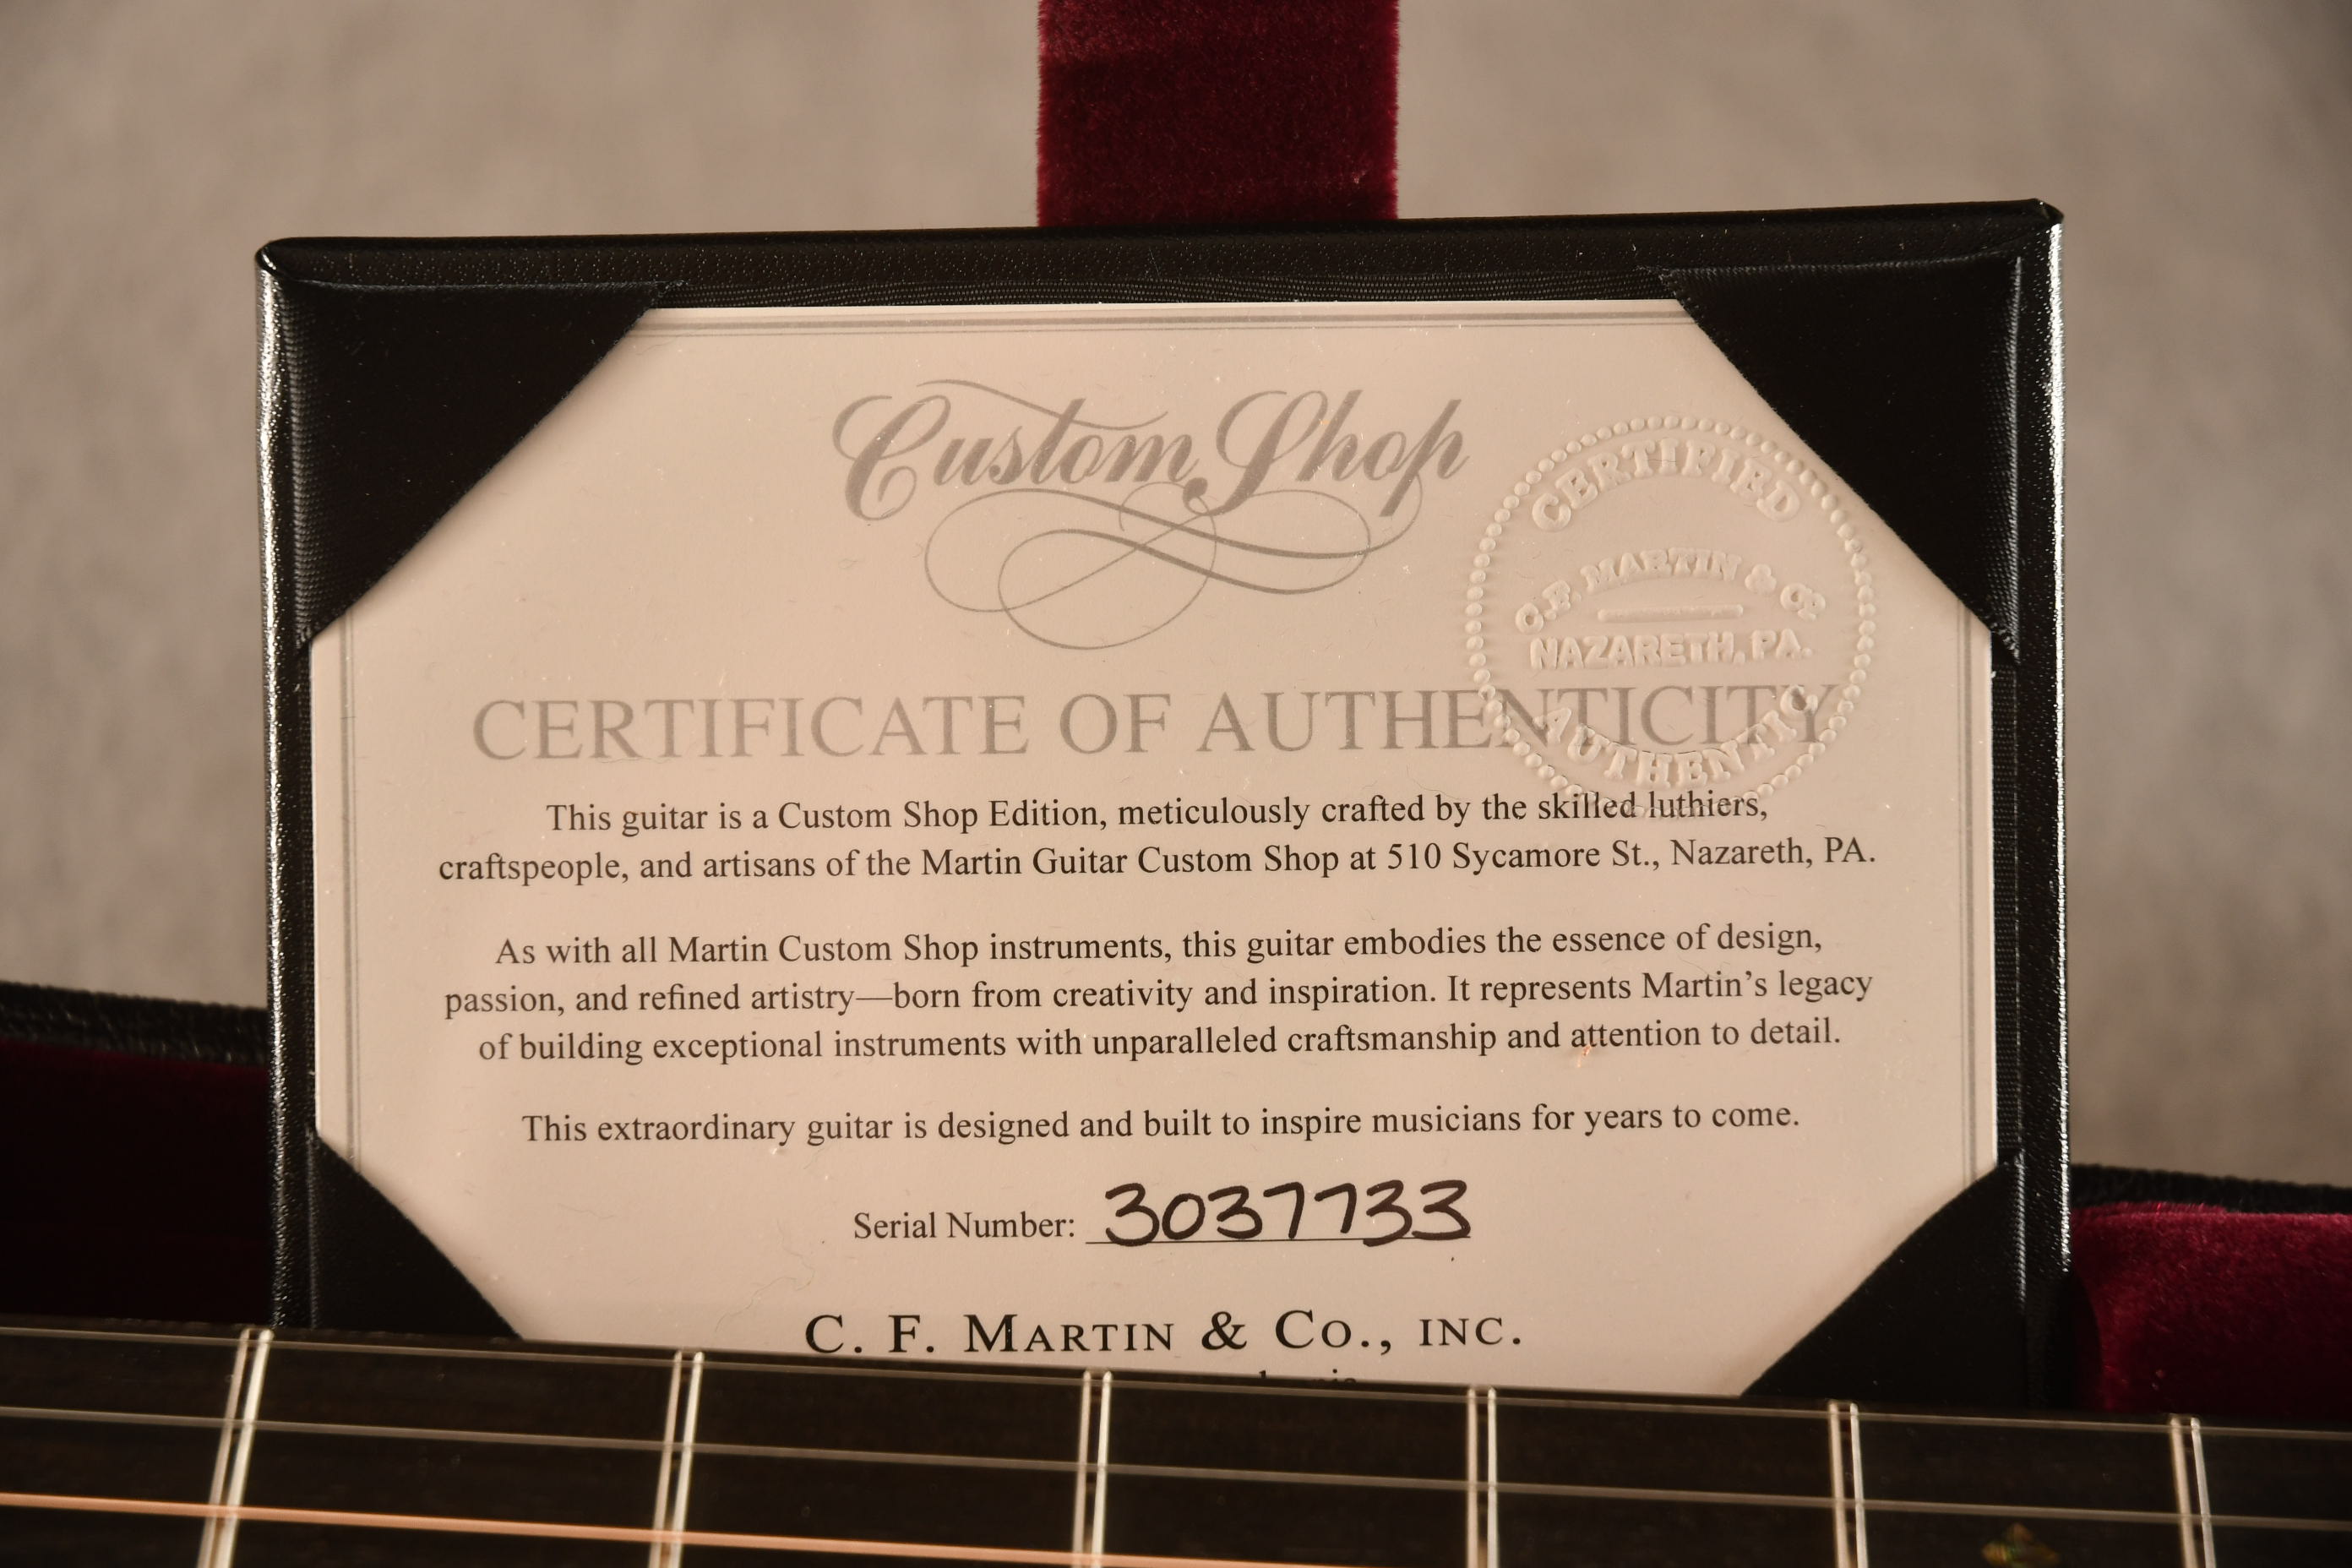 Custom Shop
CERTIFIED
C.F. MARTIN & CO
NAZARETH, PA.
AUTHENTIC
CERTIFICATE OF AUTHENTICITY
This guitar is a Custom Shop Edition, meticulously crafted by the skilled luthiers,
craftspeople, and artisans of the Martin Guitar Custom Shop at 510 Sycamore St., Nazareth, PA.
As with all Martin Custom Shop instruments, this guitar embodies the essence of design,
passion, and refined artistry—born from creativity and inspiration. It represents Martin’s legacy
of building exceptional instruments with unparalleled craftsmanship and attention to detail.
This extraordinary guitar is designed and built to inspire musicians for years to come.
Serial Number: 3037733
C. F. MARTIN & CO., INC.